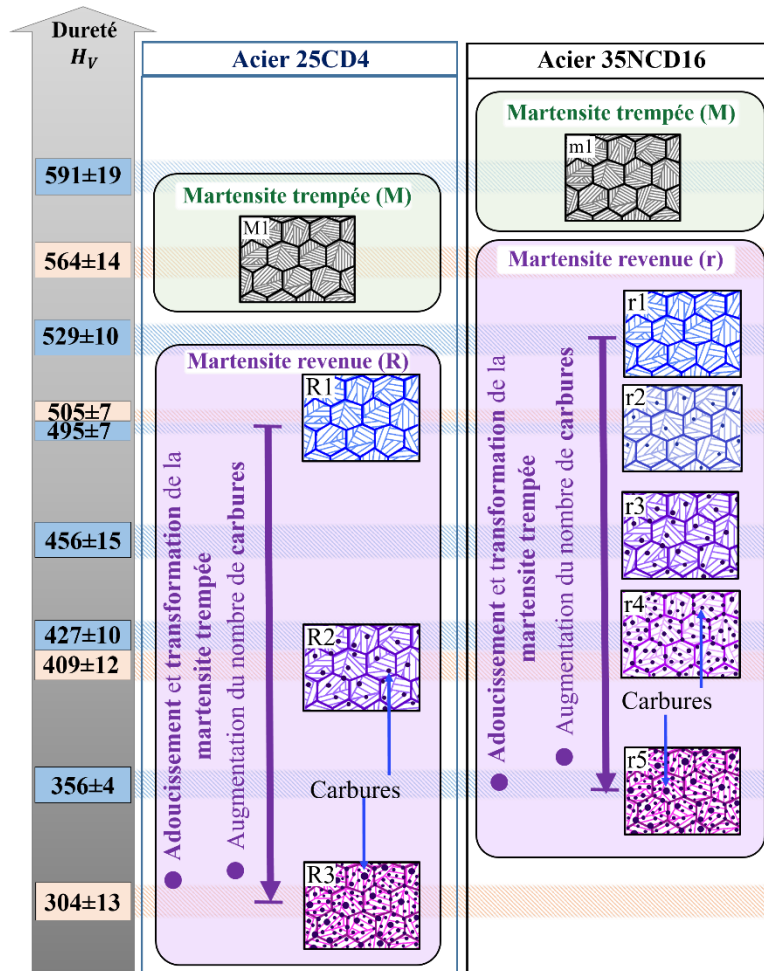 Dureté
H_V
591±19
564±14
529±10
505±7
495±7
456±15
427±10
409±12
356±4
304±13
Acier 25CD4
Martensite trempée (M)
M1
Martensite revenue (R)
R1
R2
R3
Adoucissement et transformation de la
martensite trempée
Augmentation du nombre de carbures
Carbures
Acier 35NCD16
Martensite trempée (M)
m1
Martensite revenue (r)
r1
r2
r3
r4
r5
Adoucissement et transformation de la
martensite trempée
Augmentation du nombre de carbures
Carbures